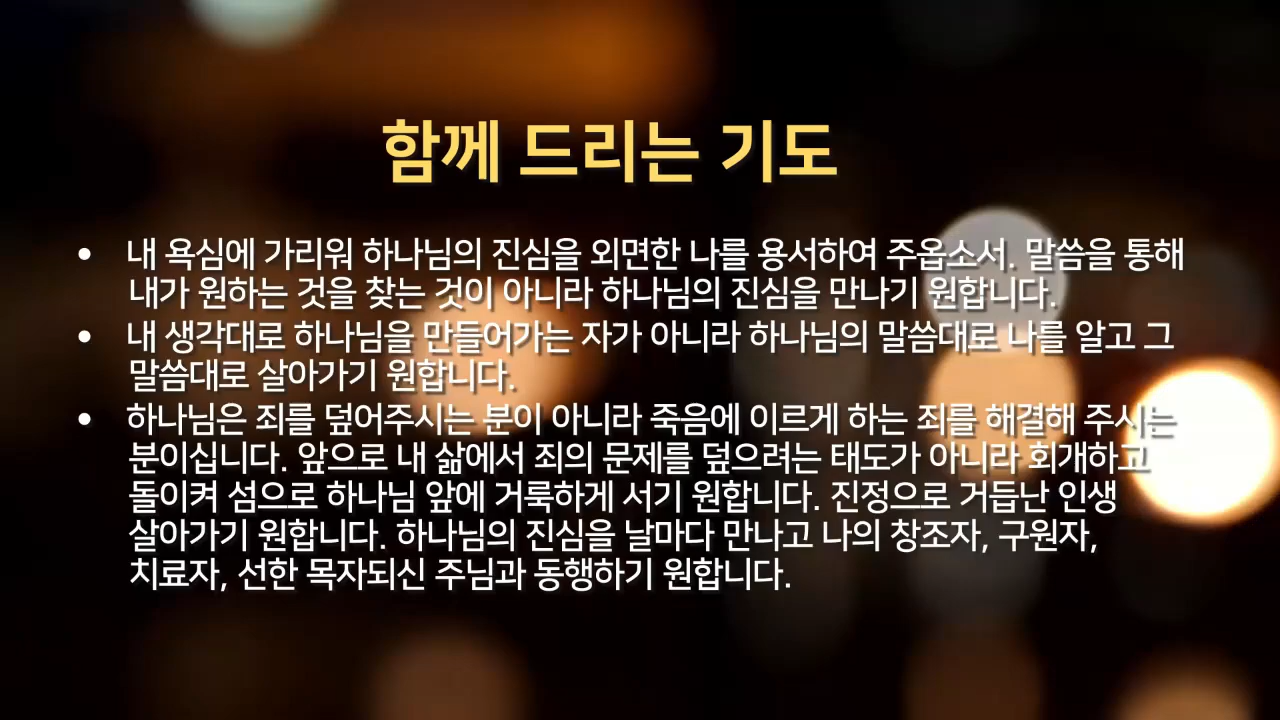 함께 드리는 기도
• 내 욕심에 가리워 하나님의 진심을 외면한 나를 용서하여 주옵소서. 말씀을 통해
내가 원하는 것을 찾는 것이 아니라 하나님의 진심을 만나기 원합니다.
• 내 생각대로 하나님을 만들어가는 자가 아니라 하나님의 말씀대로 나를 알고 그
말씀대로 살아가기 원합니다.
• 하나님은 죄를 덮어주시는 분이 아니라 죽음에 이르게 하는 죄를 해결해 주시는
분이십니다. 앞으로 내 삶에서 죄의 문제를 덮으려는 태도가 아니라 회개하고
돌이켜 섬으로 하나님 앞에 거룩하게 서기 원합니다. 진정으로 거듭난 인생
살아가기 원합니다. 하나님의 진심을 날마다 만나고 나의 창조자, 구원자,
치료자, 선한 목자되신 주님과 동행하기 원합니다.